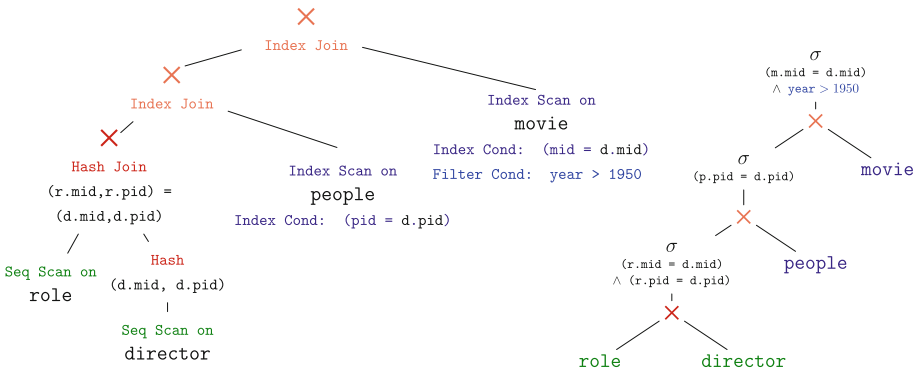 Index Join
Index Join
Hash Join
(r.mid,r.pid) =
(d.mid,d.pid)
Seq Scan on
role
Hash
(d.mid, d.pid)
Seq Scan on
director
Index Scan on
people
Index Cond: (pid = d.pid)
Index Scan on
movie
Index Cond: (mid = d.mid)
Filter Cond: year > 1950
σ
(m.mid = d.mid)
∧ year > 1950
σ
(p.pid = d.pid)
movie
σ
(r.mid = d.mid)
∧ (r.pid = d.pid)
people
role
director